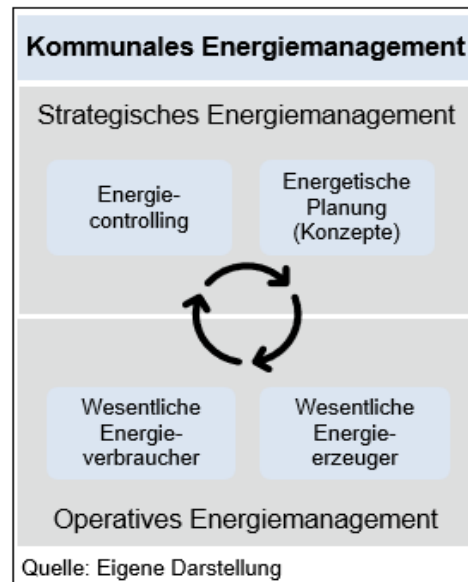 Kommunales Energiemanagement
Strategisches Energiemanagement
Energie-
controlling
Energetische
Planung
(Konzepte)
Wesentliche
Energie-
verbraucher
Wesentliche
Energie-
erzeuger
Operatives Energiemanagement
Quelle: Eigene Darstellung